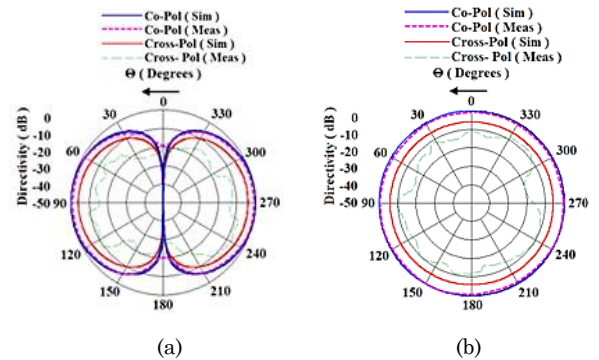 Co-Pol ( Sim )
Co-Pol ( Meas )
Cross-Pol ( Sim )
Cross- Pol ( Meas )
Θ ( Degrees )
0
30
330
60
300
90
270
120
240
150
210
180
Directivity ( dB )
0
-10
-20
-30
-40
-50
(a)
Co-Pol ( Sim )
Co-Pol ( Meas )
Cross-Pol ( Sim )
Cross- Pol ( Meas )
Θ ( Degrees )
0
30
330
60
300
90
270
120
240
150
210
180
Directivity ( dB )
0
-10
-20
-30
-40
-50
(b)